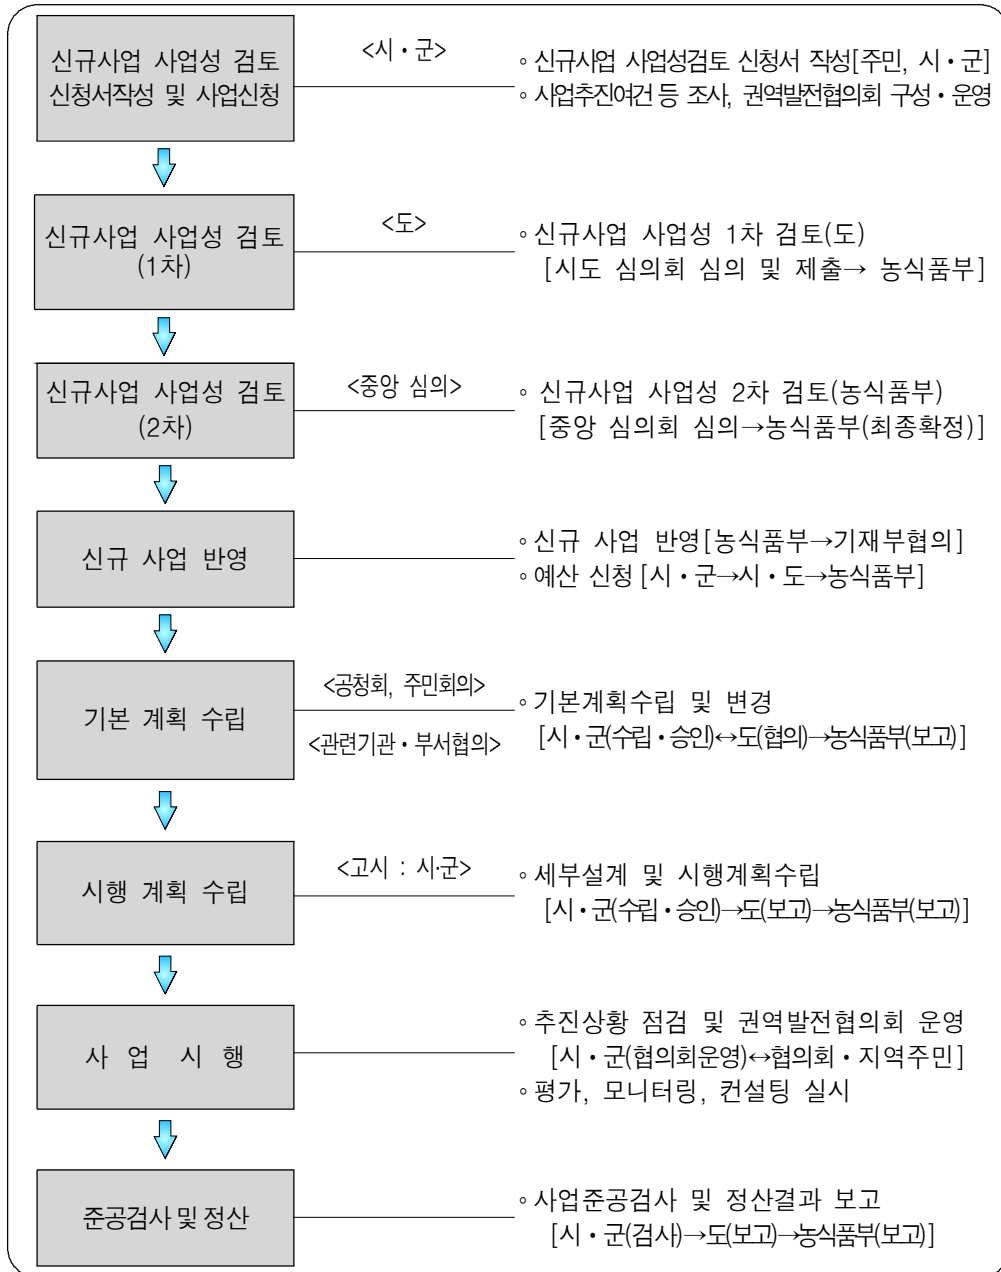 신규사업 사업성 검토
신청서작성 및 사업신청
<시・군>
◦신규사업 사업성검토 신청서 작성[주민, 시・군]
◦사업추진여건 등 조사, 권역발전협의회 구성・운영
신규사업 사업성 검토
(1차)
<도>
◦신규사업 사업성 1차 검토(도)
[시도 심의회 심의 및 제출→ 농식품부]
신규사업 사업성 검토
(2차)
<중앙 심의>
◦ 신규사업 사업성 2차 검토(농식품부)
[중앙 심의회 심의→농식품부(최종확정)]
신규 사업 반영
◦신규 사업 반영[농식품부→기재부협의]
◦예산 신청 [시・군→시・도→농식품부]
기본 계획 수립
<공청회, 주민회의>
<관련기관・부서협의>
◦기본계획수립 및 변경
[시・군(수립・승인)↔도(협의)→농식품부(보고)]
시행 계획 수립
<고시 : 시·군>
◦세부설계 및 시행계획수립
[시・군(수립・승인)→도(보고)→농식품부(보고)]
사 업 시 행
◦추진상황 점검 및 권역발전협의회 운영
[시・군(협의회운영)↔협의회・지역주민]
◦평가, 모니터링, 컨설팅 실시
준공검사 및 정산
◦사업준공검사 및 정산결과 보고
[시・군(검사)→도(보고)→농식품부(보고)]